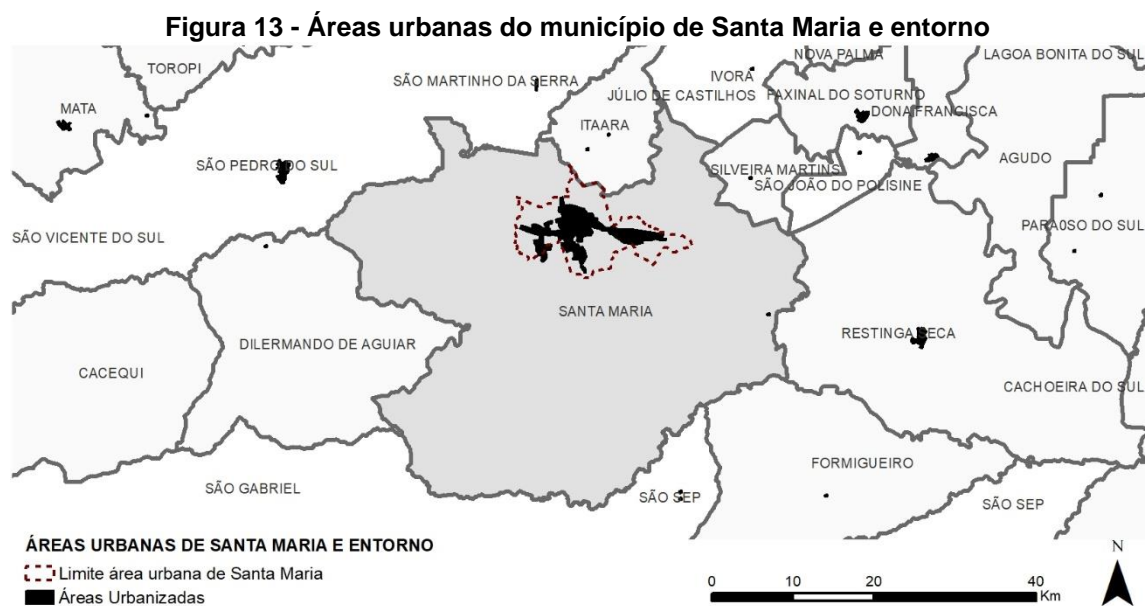 Figura 13 - Áreas urbanas do município de Santa Maria e entorno
NOVA PALMA
LAGOA BONITA DO SUL
TOROPI
SÃO MARTINHO DA SERRA
IVORA
JÚLIO DE CASTILHOS
FAXINAL DO SOTURNO
MATA
DONA FRANCISCA
ITAARA
AGUDO
SÃO PEDRO DO SUL
SILVEIRA MARTINS
SÃO JOÃO DO POLISINE
PARA0SO DO SUL
SÃO VICENTE DO SUL
SANTA MARIA
RESTINGA SECA
DILERMANDO DE AGUIAR
CACEQUI
CACHOEIRA DO SUL
FORMIGUEIRO
SÃO GABRIEL
SÃO SEP
SÃO SEP
ÁREAS URBANAS DE SANTA MARIA E ENTORNO
Limite área urbana de Santa Maria
Áreas Urbanizadas
0 10 20 40
Km
N